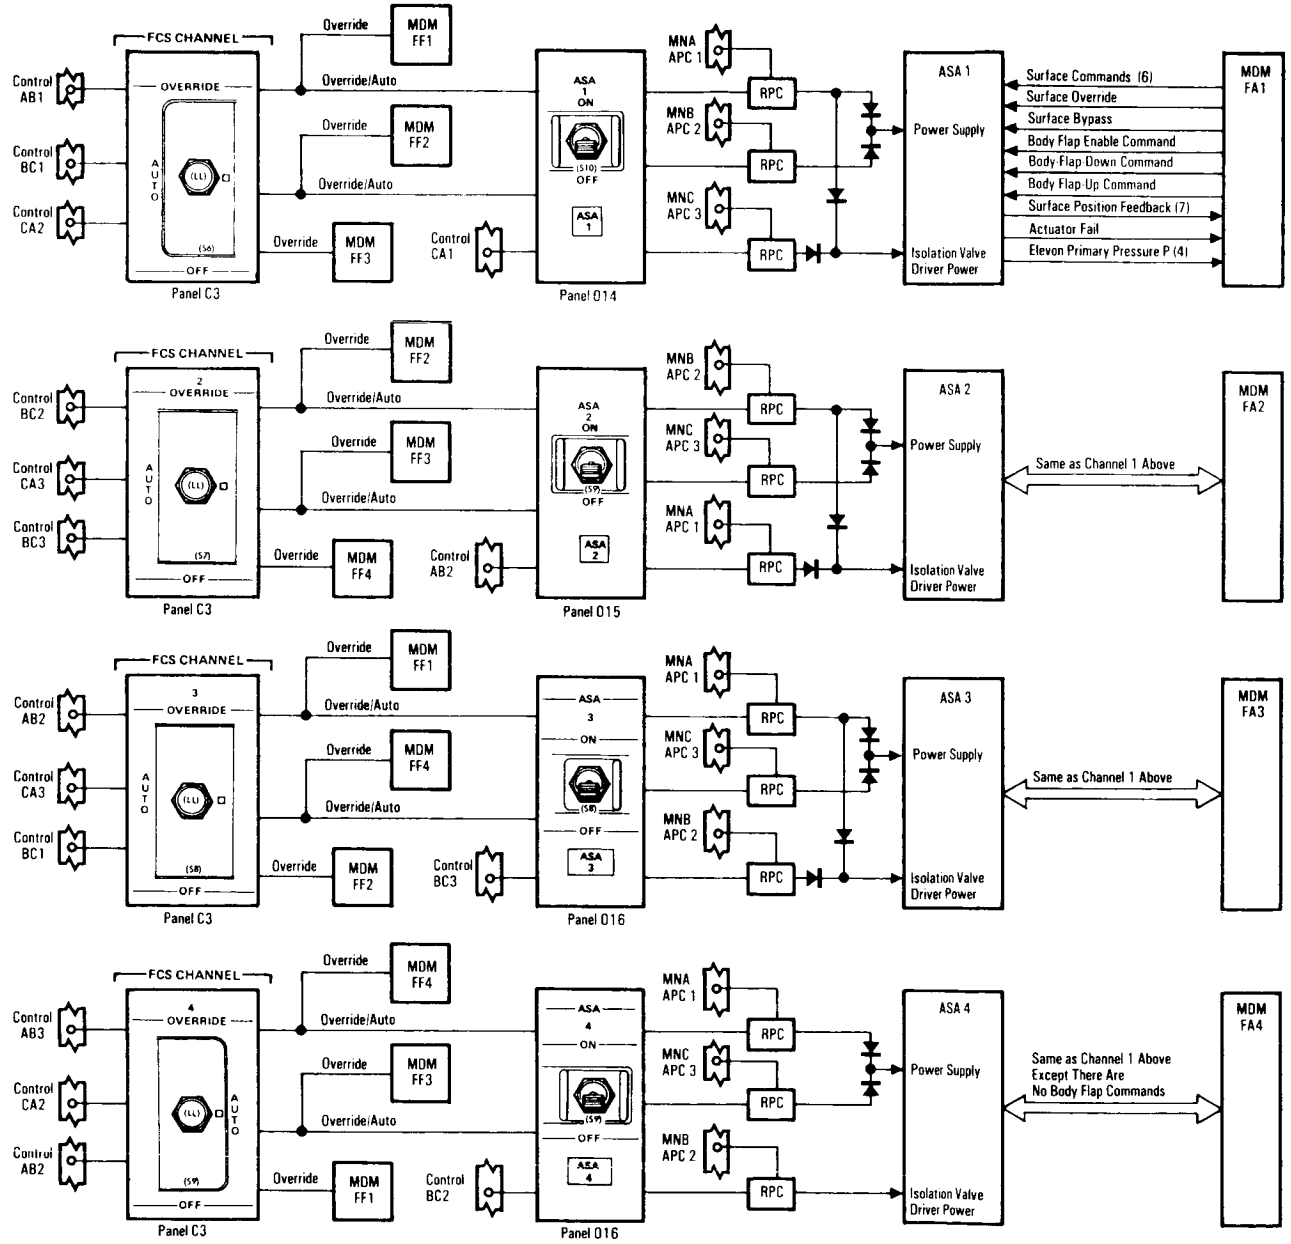 FCS CHANNEL
Control
AB1
Control
BC1
Control
CA2
OVERRIDE
AUTO
(LL)
(S6)
OFF
Panel C3
Override
MDM
FF1
Override/Auto
Override
MDM
FF2
Override/Auto
Override
MDM
FF3
Control
CA1
ASA
1
ON
(S10)
OFF
ASA
1
Panel O14
MNA
APC 1
RPC
MNB
APC 2
RPC
MNC
APC 3
RPC
ASA 1
Power Supply
Isolation Valve
Driver Power
Surface Commands (6)
Surface Override
Surface Bypass
Body Flap Enable Command
Body-Flap-Down Command
Body Flap-Up Command
Surface Position Feedback (7)
Actuator Fail
Elevon Primary Pressure P (4)
MDM
FA1
FCS CHANNEL
Control
BC2
Control
CA3
Control
BC3
2
OVERRIDE
AUTO
(LL)
(S7)
OFF
Panel C3
Override
MDM
FF2
Override/Auto
Override
MDM
FF3
Override/Auto
Override
MDM
FF4
Control
AB2
ASA
2
ON
(S9)
OFF
ASA
2
Panel O15
MNB
APC 2
RPC
MNC
APC 3
RPC
MNA
APC 1
RPC
ASA 2
Power Supply
Isolation Valve
Driver Power
Same as Channel 1 Above
MDM
FA2
FCS CHANNEL
Control
AB2
Control
CA3
Control
BC1
3
OVERRIDE
AUTO
(LL)
(S8)
OFF
Panel C3
Override
MDM
FF1
Override/Auto
Override
MDM
FF4
Override/Auto
Override
MDM
FF2
Control
BC3
ASA
3
ON
(S8)
OFF
ASA
3
Panel O16
MNA
APC 1
RPC
MNC
APC 3
RPC
MNB
APC 2
RPC
ASA 3
Power Supply
Isolation Valve
Driver Power
Same as Channel 1 Above
MDM
FA3
FCS CHANNEL
Control
AB3
Control
CA2
Control
AB2
4
OVERRIDE
AUTO
(LL)
(S9)
OFF
Panel C3
Override
MDM
FF4
Override/Auto
Override
MDM
FF3
Override/Auto
Override
MDM
FF1
Control
BC2
ASA
4
ON
(S9)
OFF
ASA
4
Panel O16
MNA
APC 1
RPC
MNC
APC 3
RPC
MNB
APC 2
RPC
ASA 4
Power Supply
Isolation Valve
Driver Power
Same as Channel 1 Above
Except There Are
No Body Flap Commands
MDM
FA4